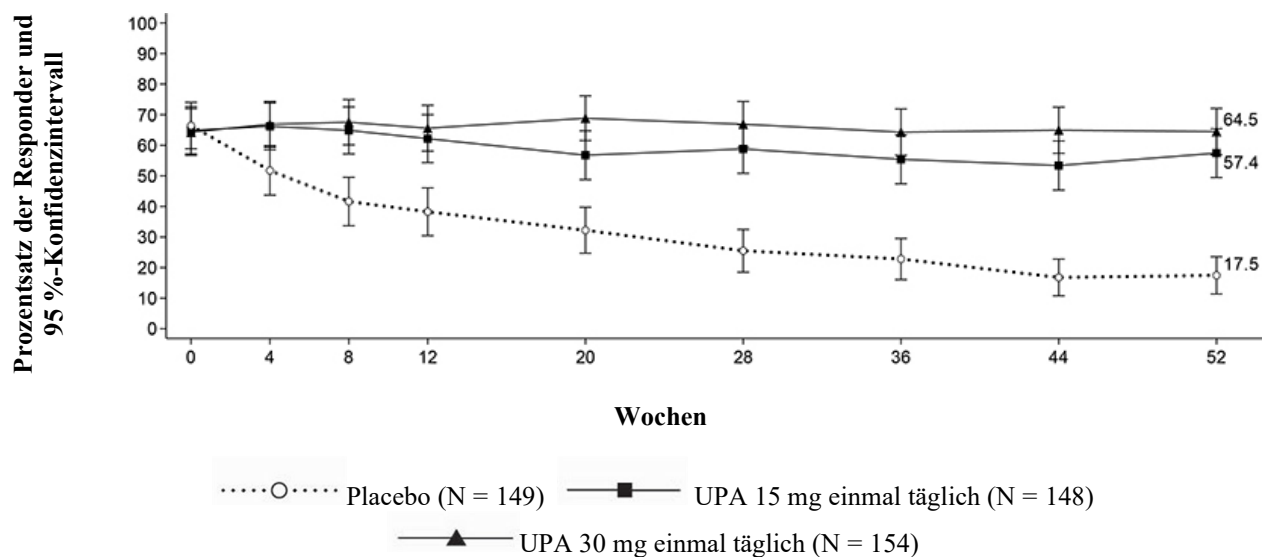 Prozentsatz der Responder und
95 %-Konfidenzintervall
100
90
80
70
60
50
40
30
20
10
0
64.5
57.4
17.5
0 4 8 12 20 28 36 44 52
Wochen
Placebo (N = 149) UPA 15 mg einmal täglich (N = 148)
UPA 30 mg einmal täglich (N = 154)